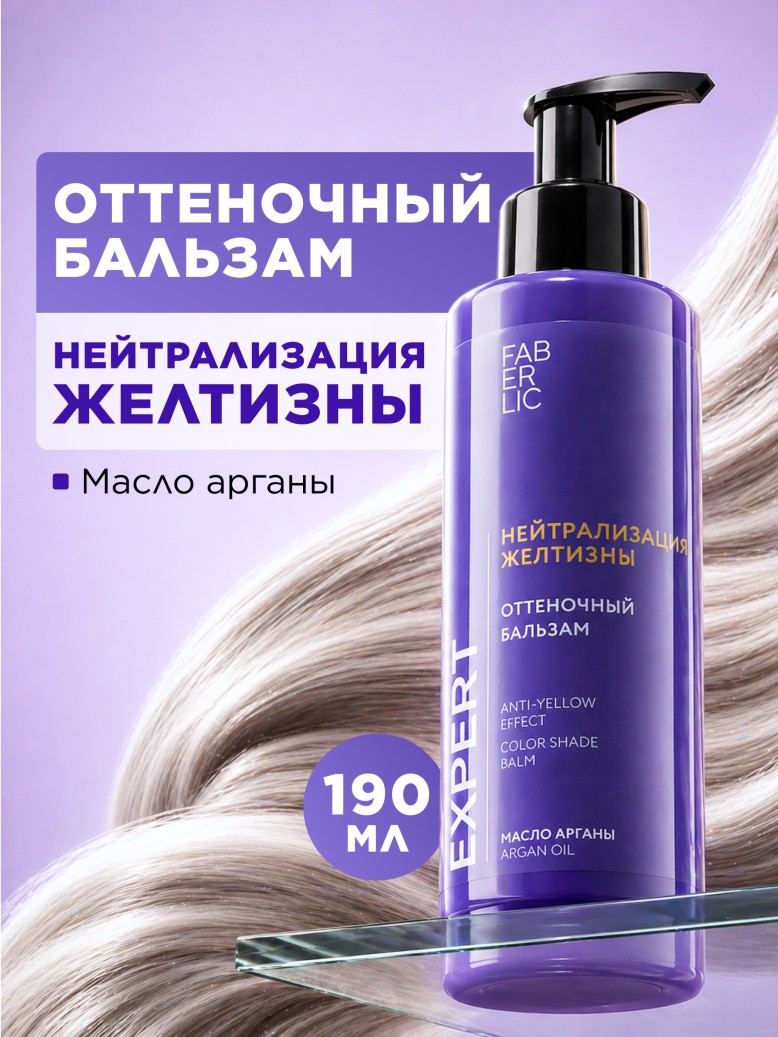 ОТТЕНОЧНЫЙ
БАЛЬЗАМ
НЕЙТРАЛИЗАЦИЯ
ЖЕЛТИЗНЫ
Масло арганы
190
МЛ
FAB
ER
LIC
НЕЙТРАЛИЗАЦИЯ
ЖЕЛТИЗНЫ
ОТТЕНОЧНЫЙ
БАЛЬЗАМ
EXPERT
ANTI-YELLOW
EFFECT
COLOR SHADE
BALM
МАСЛО АРГАНЫ
ARGAN OIL